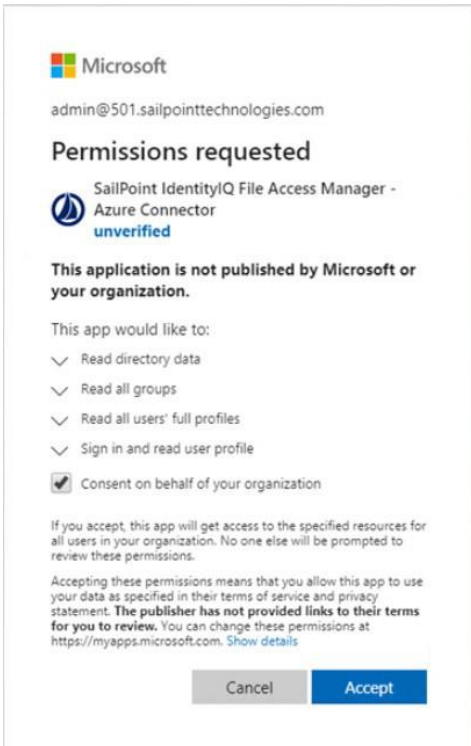 Microsoft
admin@501.sailpointtechnologies.com
Permissions requested
SailPoint IdentityIQ File Access Manager -
Azure Connector
unverified
This application is not published by Microsoft or
your organization.
This app would like to:
Read directory data
Read all groups
Read all users' full profiles
Sign in and read user profile
Consent on behalf of your organization
If you accept, this app will get access to the specified resources for
all users in your organization. No one else will be prompted to
review these permissions.
Accepting these permissions means that you allow this app to use
your data as specified in their terms of service and privacy
statement. The publisher has not provided links to their terms
for you to review. You can change these permissions at
https://myapps.microsoft.com. Show details
Cancel Accept